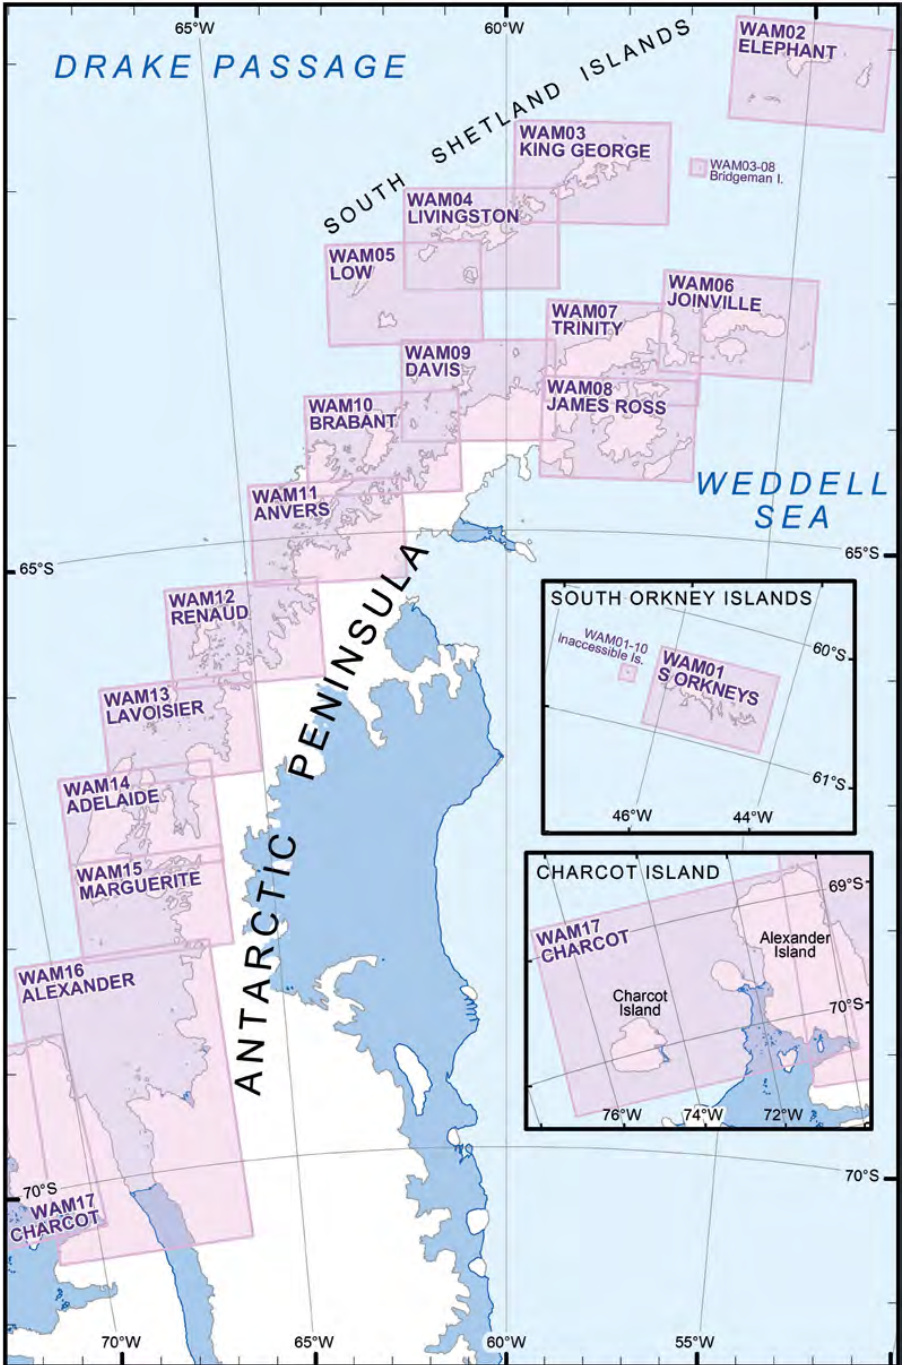 65°W
60°W
WAM02
ELEPHANT
DRAKE PASSAGE
SOUTH SHETLAND ISLANDS
WAM03
KING GEORGE
WAM03-08
Bridgeman I.
WAM04
LIVINGSTON
WAM05
LOW
WAM06
JOINVILLE
WAM07
TRINITY
WAM09
DAVIS
WAM08
JAMES ROSS
WAM10
BRABANT
WAM11
ANVERS
WEDDELL
SEA
65°S
65°S
ANTARCTIC PENINSULA
WAM12
RENAUD
WAM13
LAVOISIER
WAM14
ADELAIDE
WAM15
MARGUERITE
WAM16
ALEXANDER
70°S
WAM17
CHARCOT
70°S
70°W
65°W
60°W
55°W
SOUTH ORKNEY ISLANDS
WAM01-10
Inaccessible Is.
WAM01
S ORKNEYS
60°S
61°S
46°W
44°W
CHARCOT ISLAND
69°S
WAM17
CHARCOT
Alexander
Island
Charcot
Island
70°S
76°W
74°W
72°W